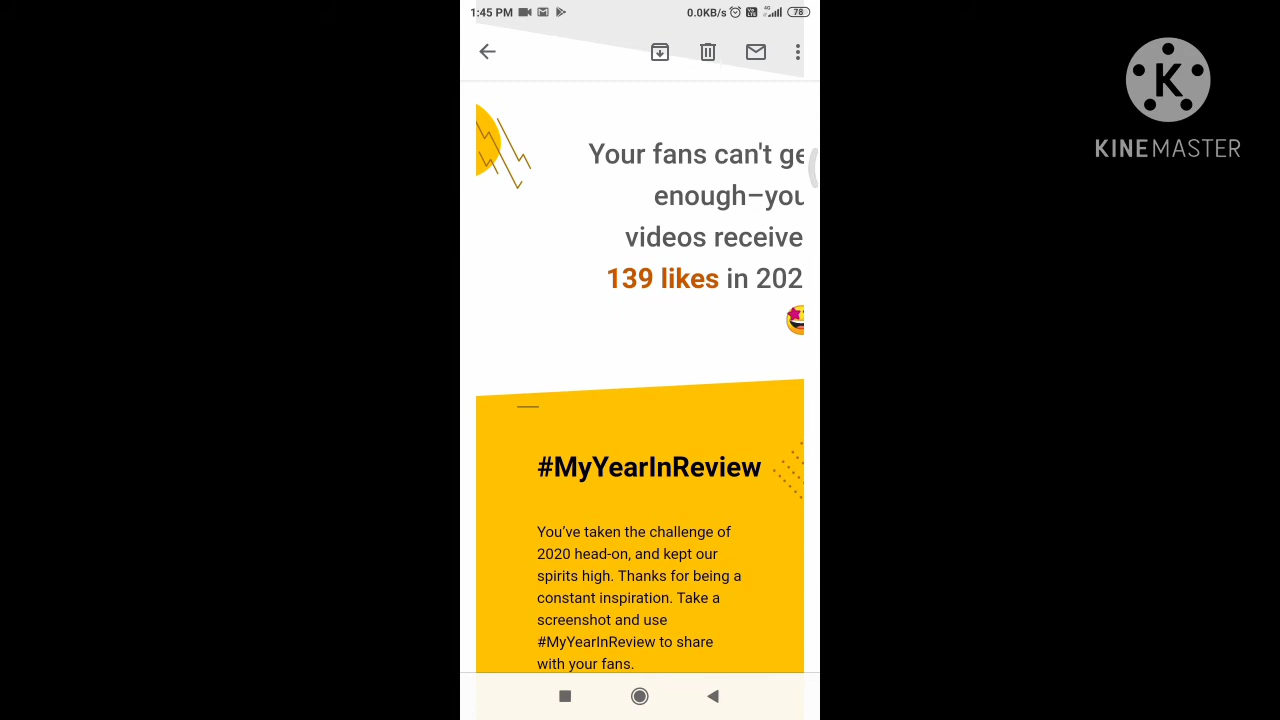 1:45 PM
0.0KB/s
4G
78
K
KINEMASTER
Your fans can't
enough–you
videos receive
139 likes in 202
#MyYearInReview
You’ve taken the challenge of
2020 head-on, and kept our
spirits high. Thanks for being a
constant inspiration. Take a
screenshot and use
#MyYearInReview to share
with your fans.